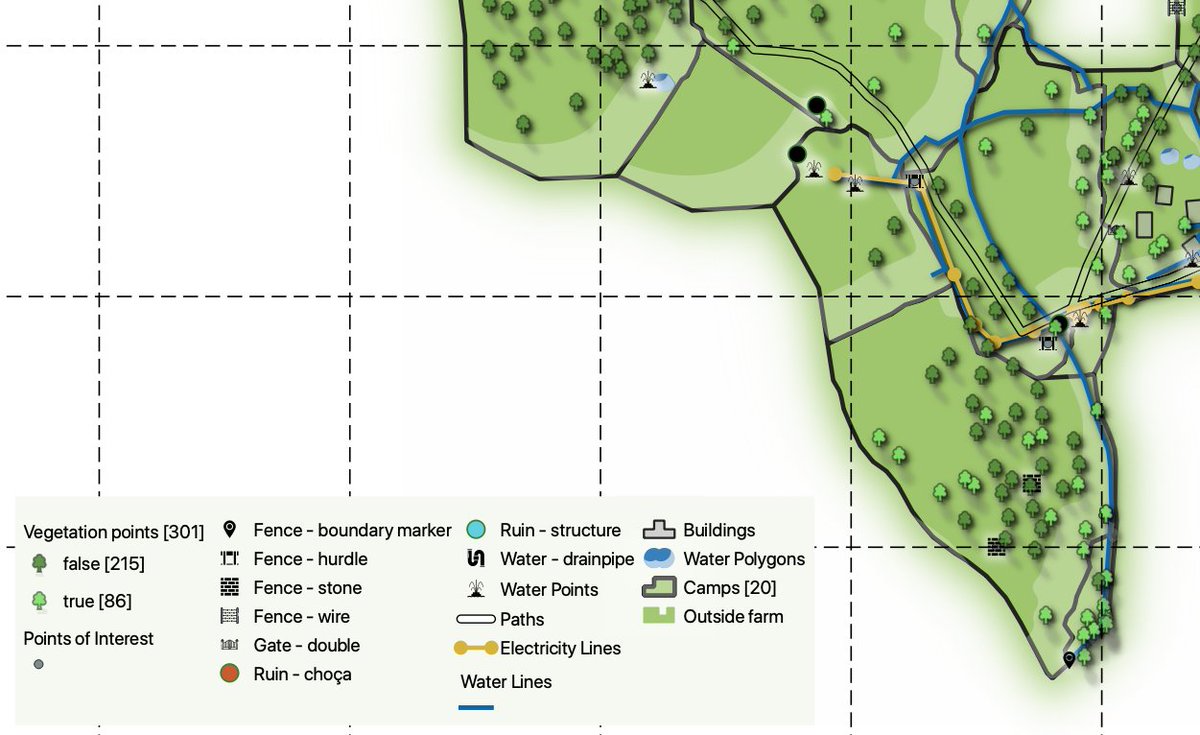 Vegetation points [301]
false [215]
true [86]
Points of Interest
Fence - boundary marker
Fence - hurdle
Fence - stone
Fence - wire
Gate - double
Ruin - choça
Ruin - structure
Water - drainpipe
Water Points
Paths
Electricity Lines
Water Lines
Buildings
Water Polygons
Camps [20]
Outside farm